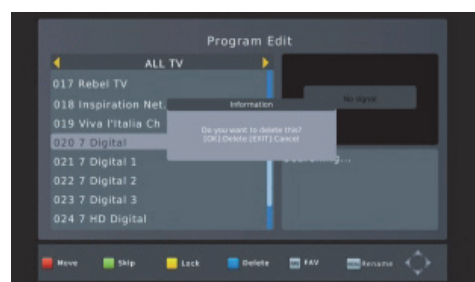 Program Edit
ALL TV
017 Rebel TV
018 Inspiration Net.
019 Viva l'Italia Ch
020 7 Digital
021 7 Digital 1
022 7 Digital 2
023 7 Digital 3
024 7 HD Digital
Information
Do you want to delete this?
[OK]:Delete [EXIT]:Cancel
No signal
Move
Skip
Lock
Delete
FAV
Rename